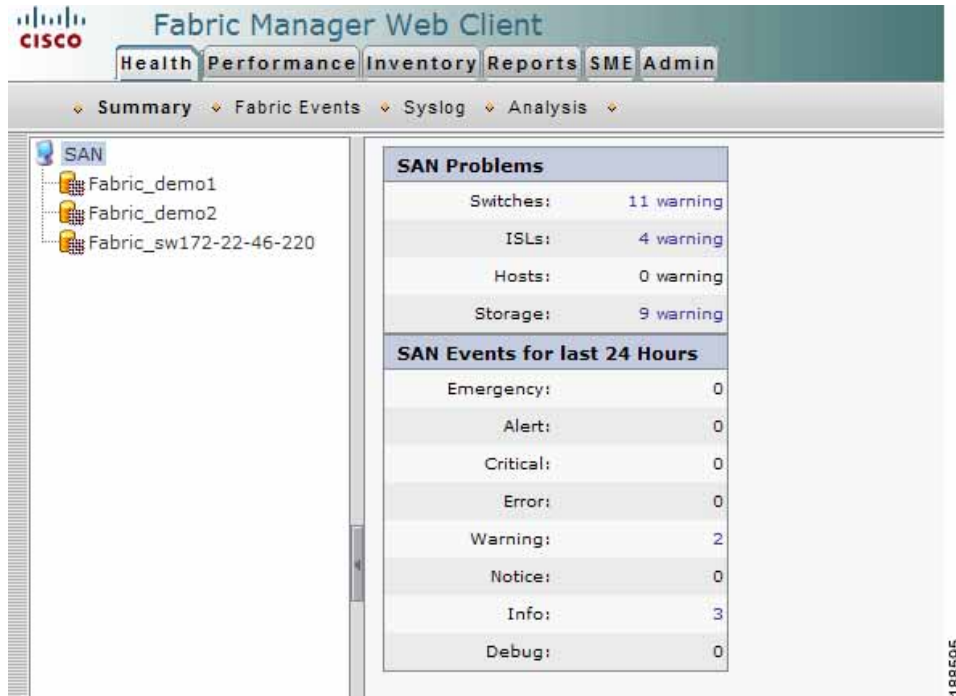 CISCO
Fabric Manager Web Client
Health Performance Inventory Reports SME Admin
Summary Fabric Events Syslog Analysis
SAN
Fabric_demo1
Fabric_demo2
Fabric_sw172-22-46-220
SAN Problems
Switches: 11 warning
ISLs: 4 warning
Hosts: 0 warning
Storage: 9 warning
SAN Events for last 24 Hours
Emergency: 0
Alert: 0
Critical: 0
Error: 0
Warning: 2
Notice: 0
Info: 3
Debug: 0
188595